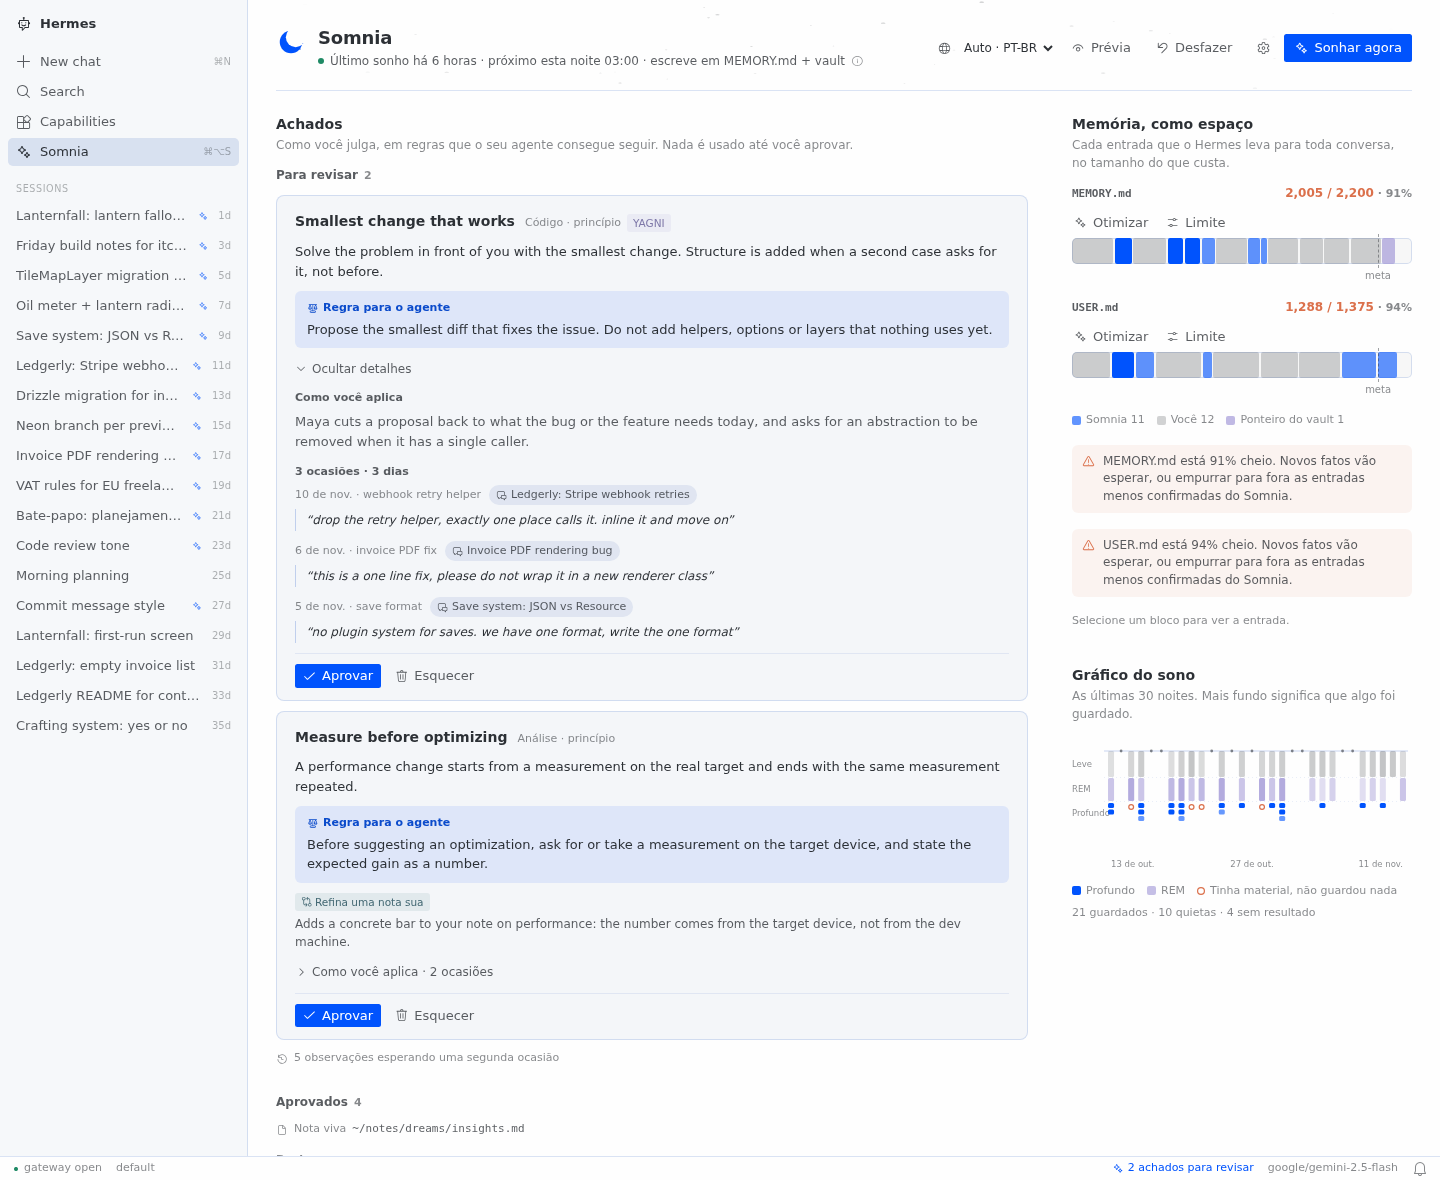 Hermes
New chat ⌘N
Search
Capabilities
Somnia ⌘⌥S
SESSIONS
Lanternfall: lantern fallo… 1d
Friday build notes for itc… 3d
TileMapLayer migration … 5d
Oil meter + lantern radi… 7d
Save system: JSON vs R… 9d
Ledgerly: Stripe webho… 11d
Drizzle migration for in… 13d
Neon branch per previ… 15d
Invoice PDF rendering … 17d
VAT rules for EU freela… 19d
Bate-papo: planejamen… 21d
Code review tone 23d
Morning planning 25d
Commit message style 27d
Lanternfall: first-run screen 29d
Ledgerly: empty invoice list 31d
Ledgerly README for cont… 33d
Crafting system: yes or no 35d
Somnia
Último sonho há 6 horas · próximo esta noite 03:00 · escreve em MEMORY.md + vault
Auto · PT-BR
Prévia
Desfazer
Sonhar agora
Achados
Como você julga, em regras que o seu agente consegue seguir. Nada é usado até você aprovar.
Para revisar 2
Smallest change that works Código · princípio YAGNI
Solve the problem in front of you with the smallest change. Structure is added when a second case asks for
it, not before.
Regra para o agente
Propose the smallest diff that fixes the issue. Do not add helpers, options or layers that nothing uses yet.
Ocultar detalhes
Como você aplica
Maya cuts a proposal back to what the bug or the feature needs today, and asks for an abstraction to be
removed when it has a single caller.
3 ocasiões · 3 dias
10 de nov. · webhook retry helper Ledgerly: Stripe webhook retries
“drop the retry helper, exactly one place calls it. inline it and move on”
6 de nov. · invoice PDF fix Invoice PDF rendering bug
“this is a one line fix, please do not wrap it in a new renderer class”
5 de nov. · save format Save system: JSON vs Resource
“no plugin system for saves. we have one format, write the one format”
Aprovar Esquecer
Measure before optimizing Análise · princípio
A performance change starts from a measurement on the real target and ends with the same measurement
repeated.
Regra para o agente
Before suggesting an optimization, ask for or take a measurement on the target device, and state the
expected gain as a number.
Refina uma nota sua
Adds a concrete bar to your note on performance: the number comes from the target device, not from the dev
machine.
Como você aplica · 2 ocasiões
Aprovar Esquecer
5 observações esperando uma segunda ocasião
Aprovados 4
Nota viva ~/notes/dreams/insights.md
Memória, como espaço
Cada entrada que o Hermes leva para toda conversa,
no tamanho do que custa.
MEMORY.md 2,005 / 2,200 · 91%
Otimizar Limite
meta
USER.md 1,288 / 1,375 · 94%
Otimizar Limite
meta
Somnia 11 Você 12 Ponteiro do vault 1
MEMORY.md está 91% cheio. Novos fatos vão
esperar, ou empurrar para fora as entradas
menos confirmadas do Somnia.
USER.md está 94% cheio. Novos fatos vão
esperar, ou empurrar para fora as entradas
menos confirmadas do Somnia.
Selecione um bloco para ver a entrada.
Gráfico do sono
As últimas 30 noites. Mais fundo significa que algo foi
guardado.
Leve
REM
Profundo
13 de out. 27 de out. 11 de nov.
Profundo REM Tinha material, não guardou nada
21 guardados · 10 quietas · 4 sem resultado
gateway open default
2 achados para revisar google/gemini-2.5-flash